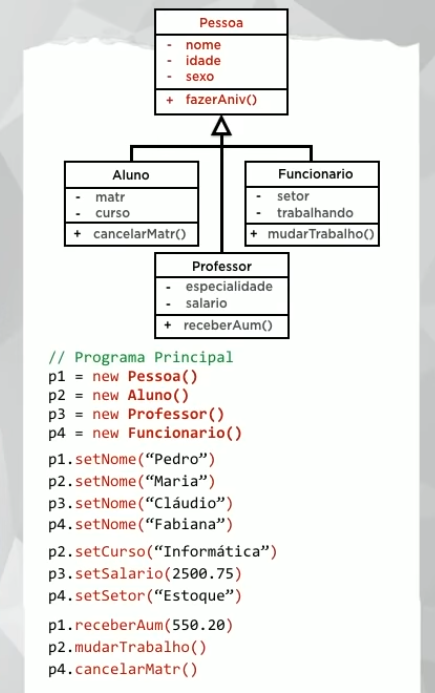 Pessoa
- nome
- idade
- sexo
+ fazerAniv()
Aluno
- matr
- curso
+ cancelarMatr()
Funcionario
- setor
- trabalhando
+ mudarTrabalho()
Professor
- especialidade
- salario
+ receberAum()
// Programa Principal
p1 = new Pessoa()
p2 = new Aluno()
p3 = new Professor()
p4 = new Funcionario()
p1.setNome(“Pedro”)
p2.setNome(“Maria”)
p3.setNome(“Cláudio”)
p4.setNome(“Fabiana”)
p2.setCurso(“Informática”)
p3.setSalario(2500.75)
p4.setSetor(“Estoque”)
p1.receberAum(550.20)
p2.mudarTrabalho()
p4.cancelarMatr()